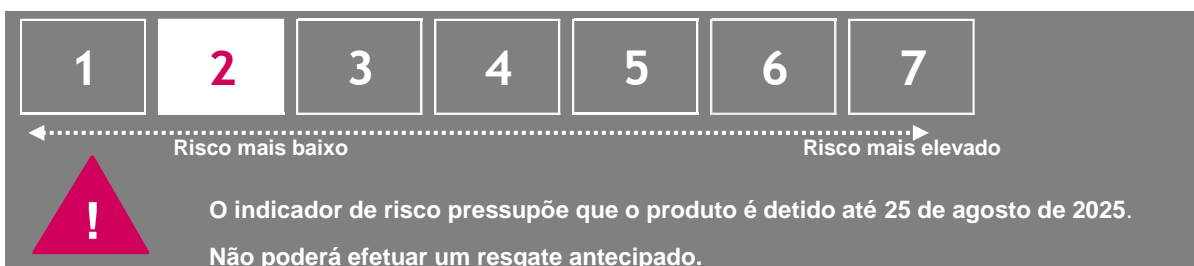 1 2 3 4 5 6 7
Risco mais baixo Risco mais elevado
! O indicador de risco pressupõe que o produto é detido até 25 de agosto de 2025.
Não poderá efetuar um resgate antecipado.